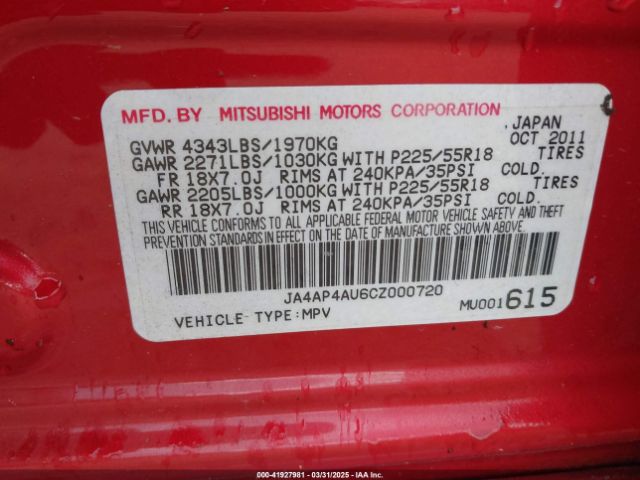 MFD. BY MITSUBISHI MOTORS CORPORATION
JAPAN
GVWR 4343LBS/1970KG OCT 2011
GAWR 2271LBS/1030KG WITH P225/55R18 TIRES
FR 18X7.0J RIMS AT 240KPA/35PSI COLD.
GAWR 2205LBS/1000KG WITH P225/55R18 TIRES
RR 18X7.0J RIMS AT 240KPA/35PSI COLD.
THIS VEHICLE CONFORMS TO ALL APPLICABLE FEDERAL MOTOR VEHICLE SAFETY AND THEFT
PREVENTION STANDARDS IN EFFECT ON THE DATE OF MANUFACTURE SHOWN ABOVE.
JA4AP4AU6CZ000720
VEHICLE TYPE:MPV MU001615
000-41927981 - 03/31/2025 - IAA Inc.